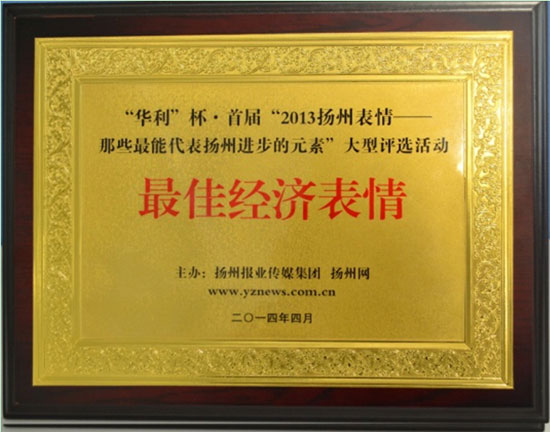 “华利”杯·首届“2013扬州表情——
那些最能代表扬州进步的元素”大型评选活动
最佳经济表情
主办：扬州报业传媒集团 扬州网
www.yznews.com.cn
二〇一四年四月